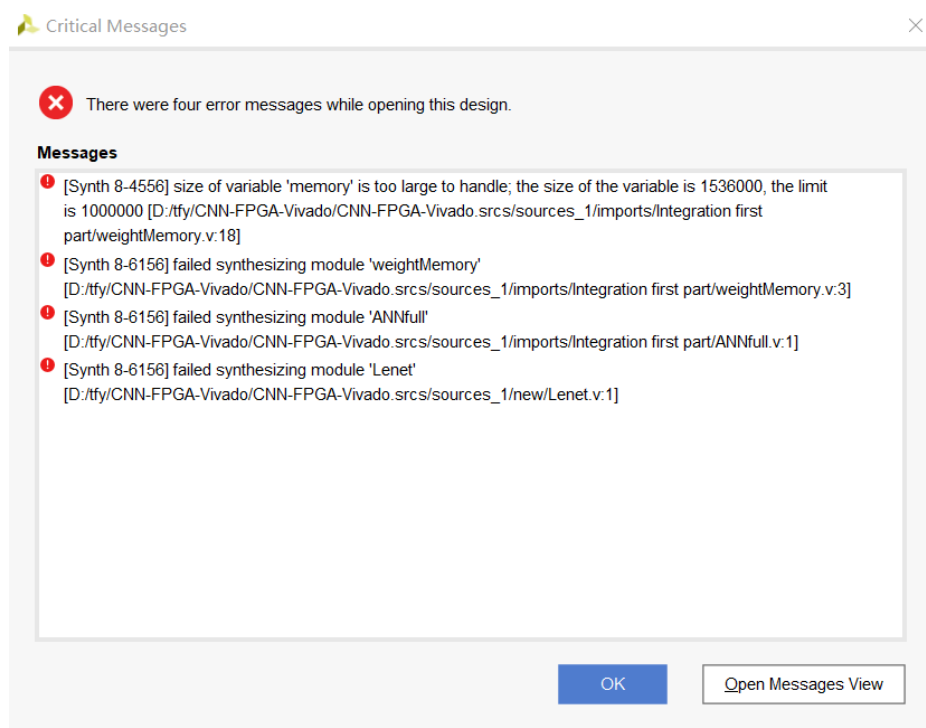 Critical Messages
There were four error messages while opening this design.
Messages
[Synth 8-4556] size of variable 'memory' is too large to handle; the size of the variable is 1536000, the limit
is 1000000 [D:/tfy/CNN-FPGA-Vivado/CNN-FPGA-Vivado.srcs/sources_1/imports/Integration first
part/weightMemory.v:18]
[Synth 8-6156] failed synthesizing module 'weightMemory'
[D:/tfy/CNN-FPGA-Vivado/CNN-FPGA-Vivado.srcs/sources_1/imports/Integration first part/weightMemory.v:3]
[Synth 8-6156] failed synthesizing module 'ANNfull'
[D:/tfy/CNN-FPGA-Vivado/CNN-FPGA-Vivado.srcs/sources_1/imports/Integration first part/ANNfull.v:1]
[Synth 8-6156] failed synthesizing module 'Lenet'
[D:/tfy/CNN-FPGA-Vivado/CNN-FPGA-Vivado.srcs/sources_1/new/Lenet.v:1]
OK
Open Messages View